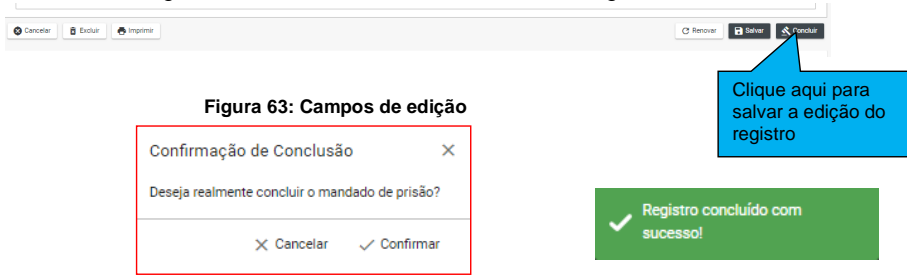 Cancelar Excluir Imprimir Renovar Salvar Concluir
Clique aqui para
salvar a edição do
registro
Figura 63: Campos de edição
Confirmação de Conclusão
Deseja realmente concluir o mandado de prisão?
Cancelar Confirmar
Registro concluído com
sucesso!